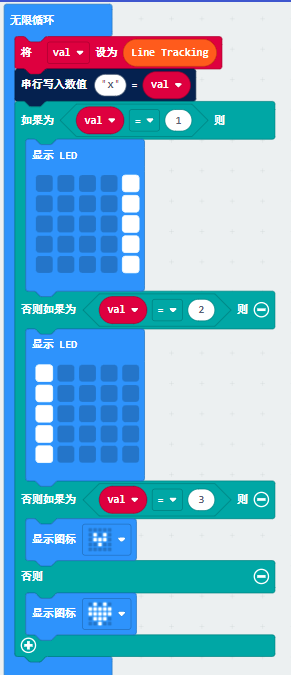 无限循环
将 val 设为 Line Tracking
串行写入数值 "x" = val
如果为 val = 1 则
显示 LED
否则如果为 val = 2 则
显示 LED
否则如果为 val = 3 则
显示图标
否则
显示图标